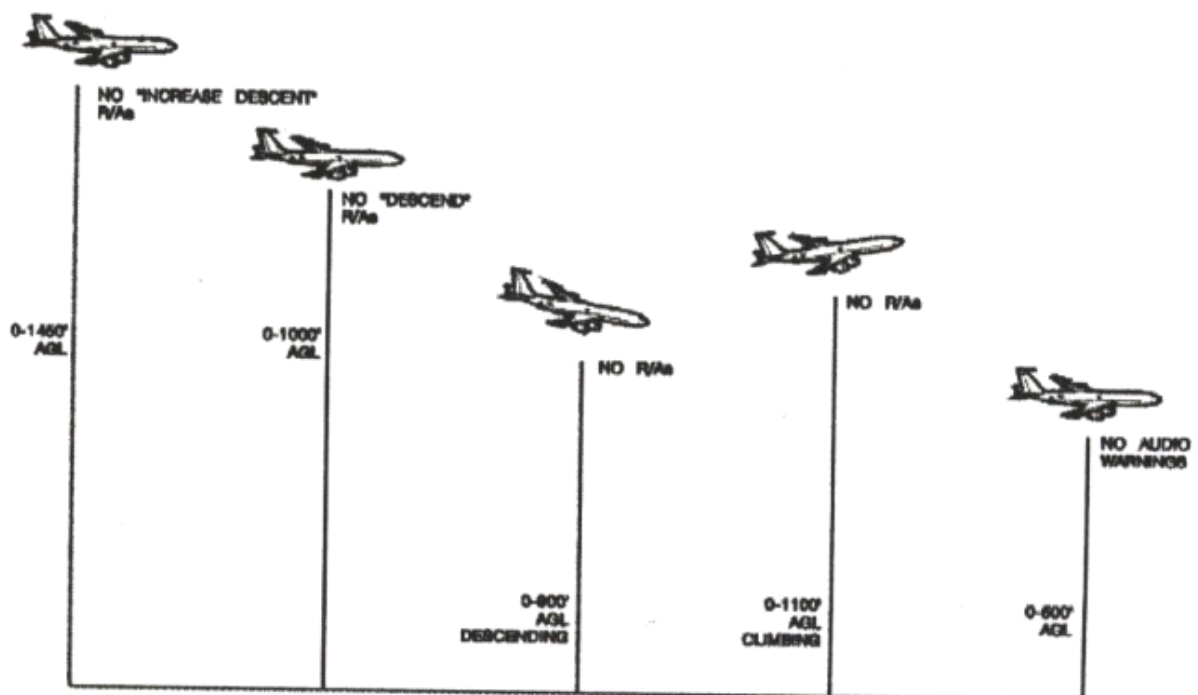 NO "INCREASE DESCENT"
R/As
NO "DESCEND"
R/As
NO R/As
NO R/As
0-1450'
AGL
0-1000'
AGL
NO AUDIO
WARNINGS
0-900'
AGL
DESCENDING
0-1100'
AGL
CLIMBING
0-600'
AGL